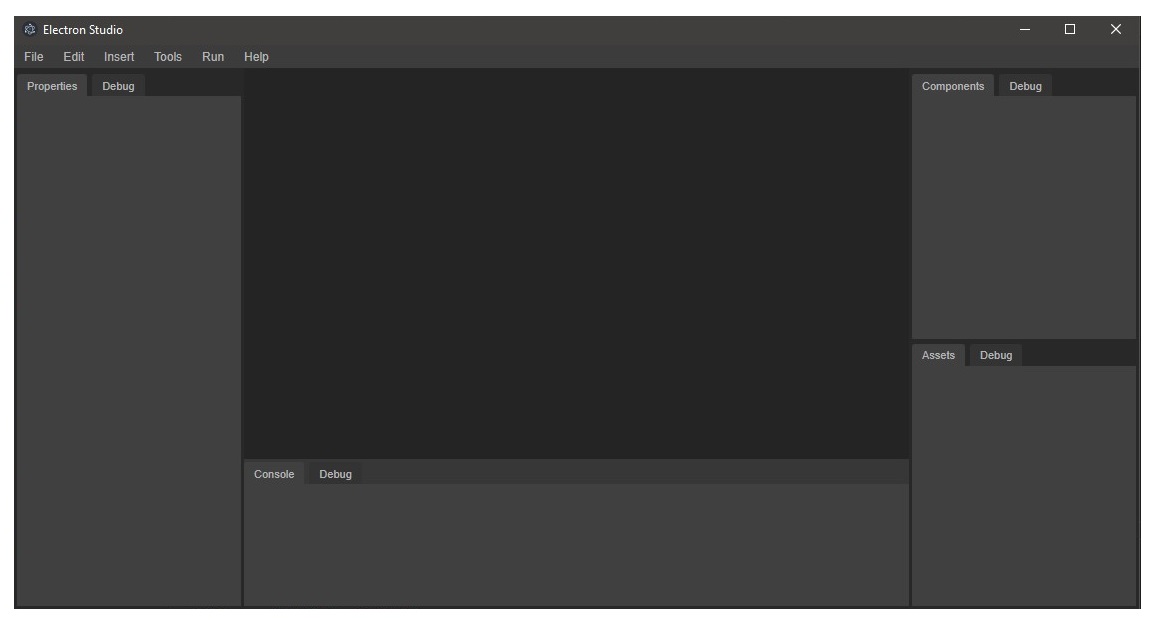 Electron Studio
File Edit Insert Tools Run Help
Properties Debug
Components Debug
Assets Debug
Console Debug